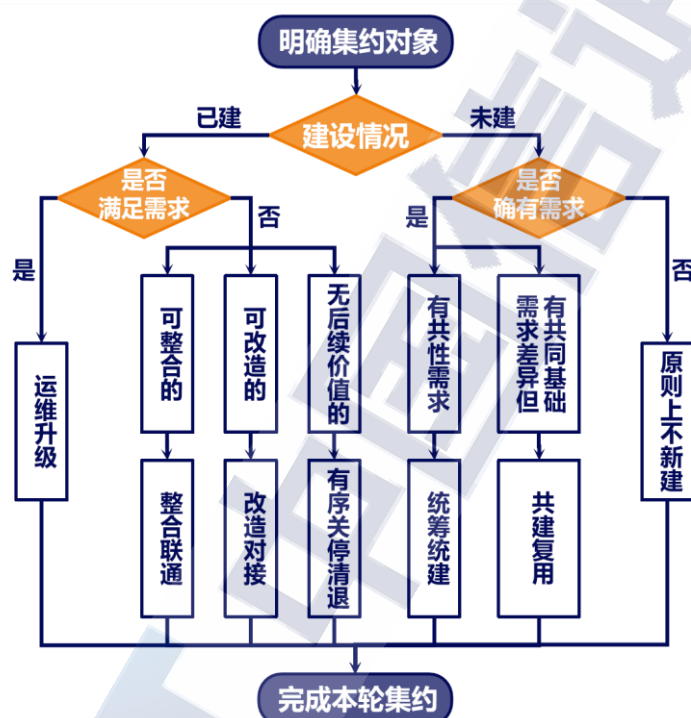 明确集约对象
建设情况
已建
未建
是否
满足需求
是否
确有需求
是
否
是
否
可整合的
可改造的
无后续价值的
有共性需求
需求差异但
有共同基础
运维升级
原则上不新建
整合联通
改造对接
有序关停清退
统筹统建
共建复用
完成本轮集约
中国信